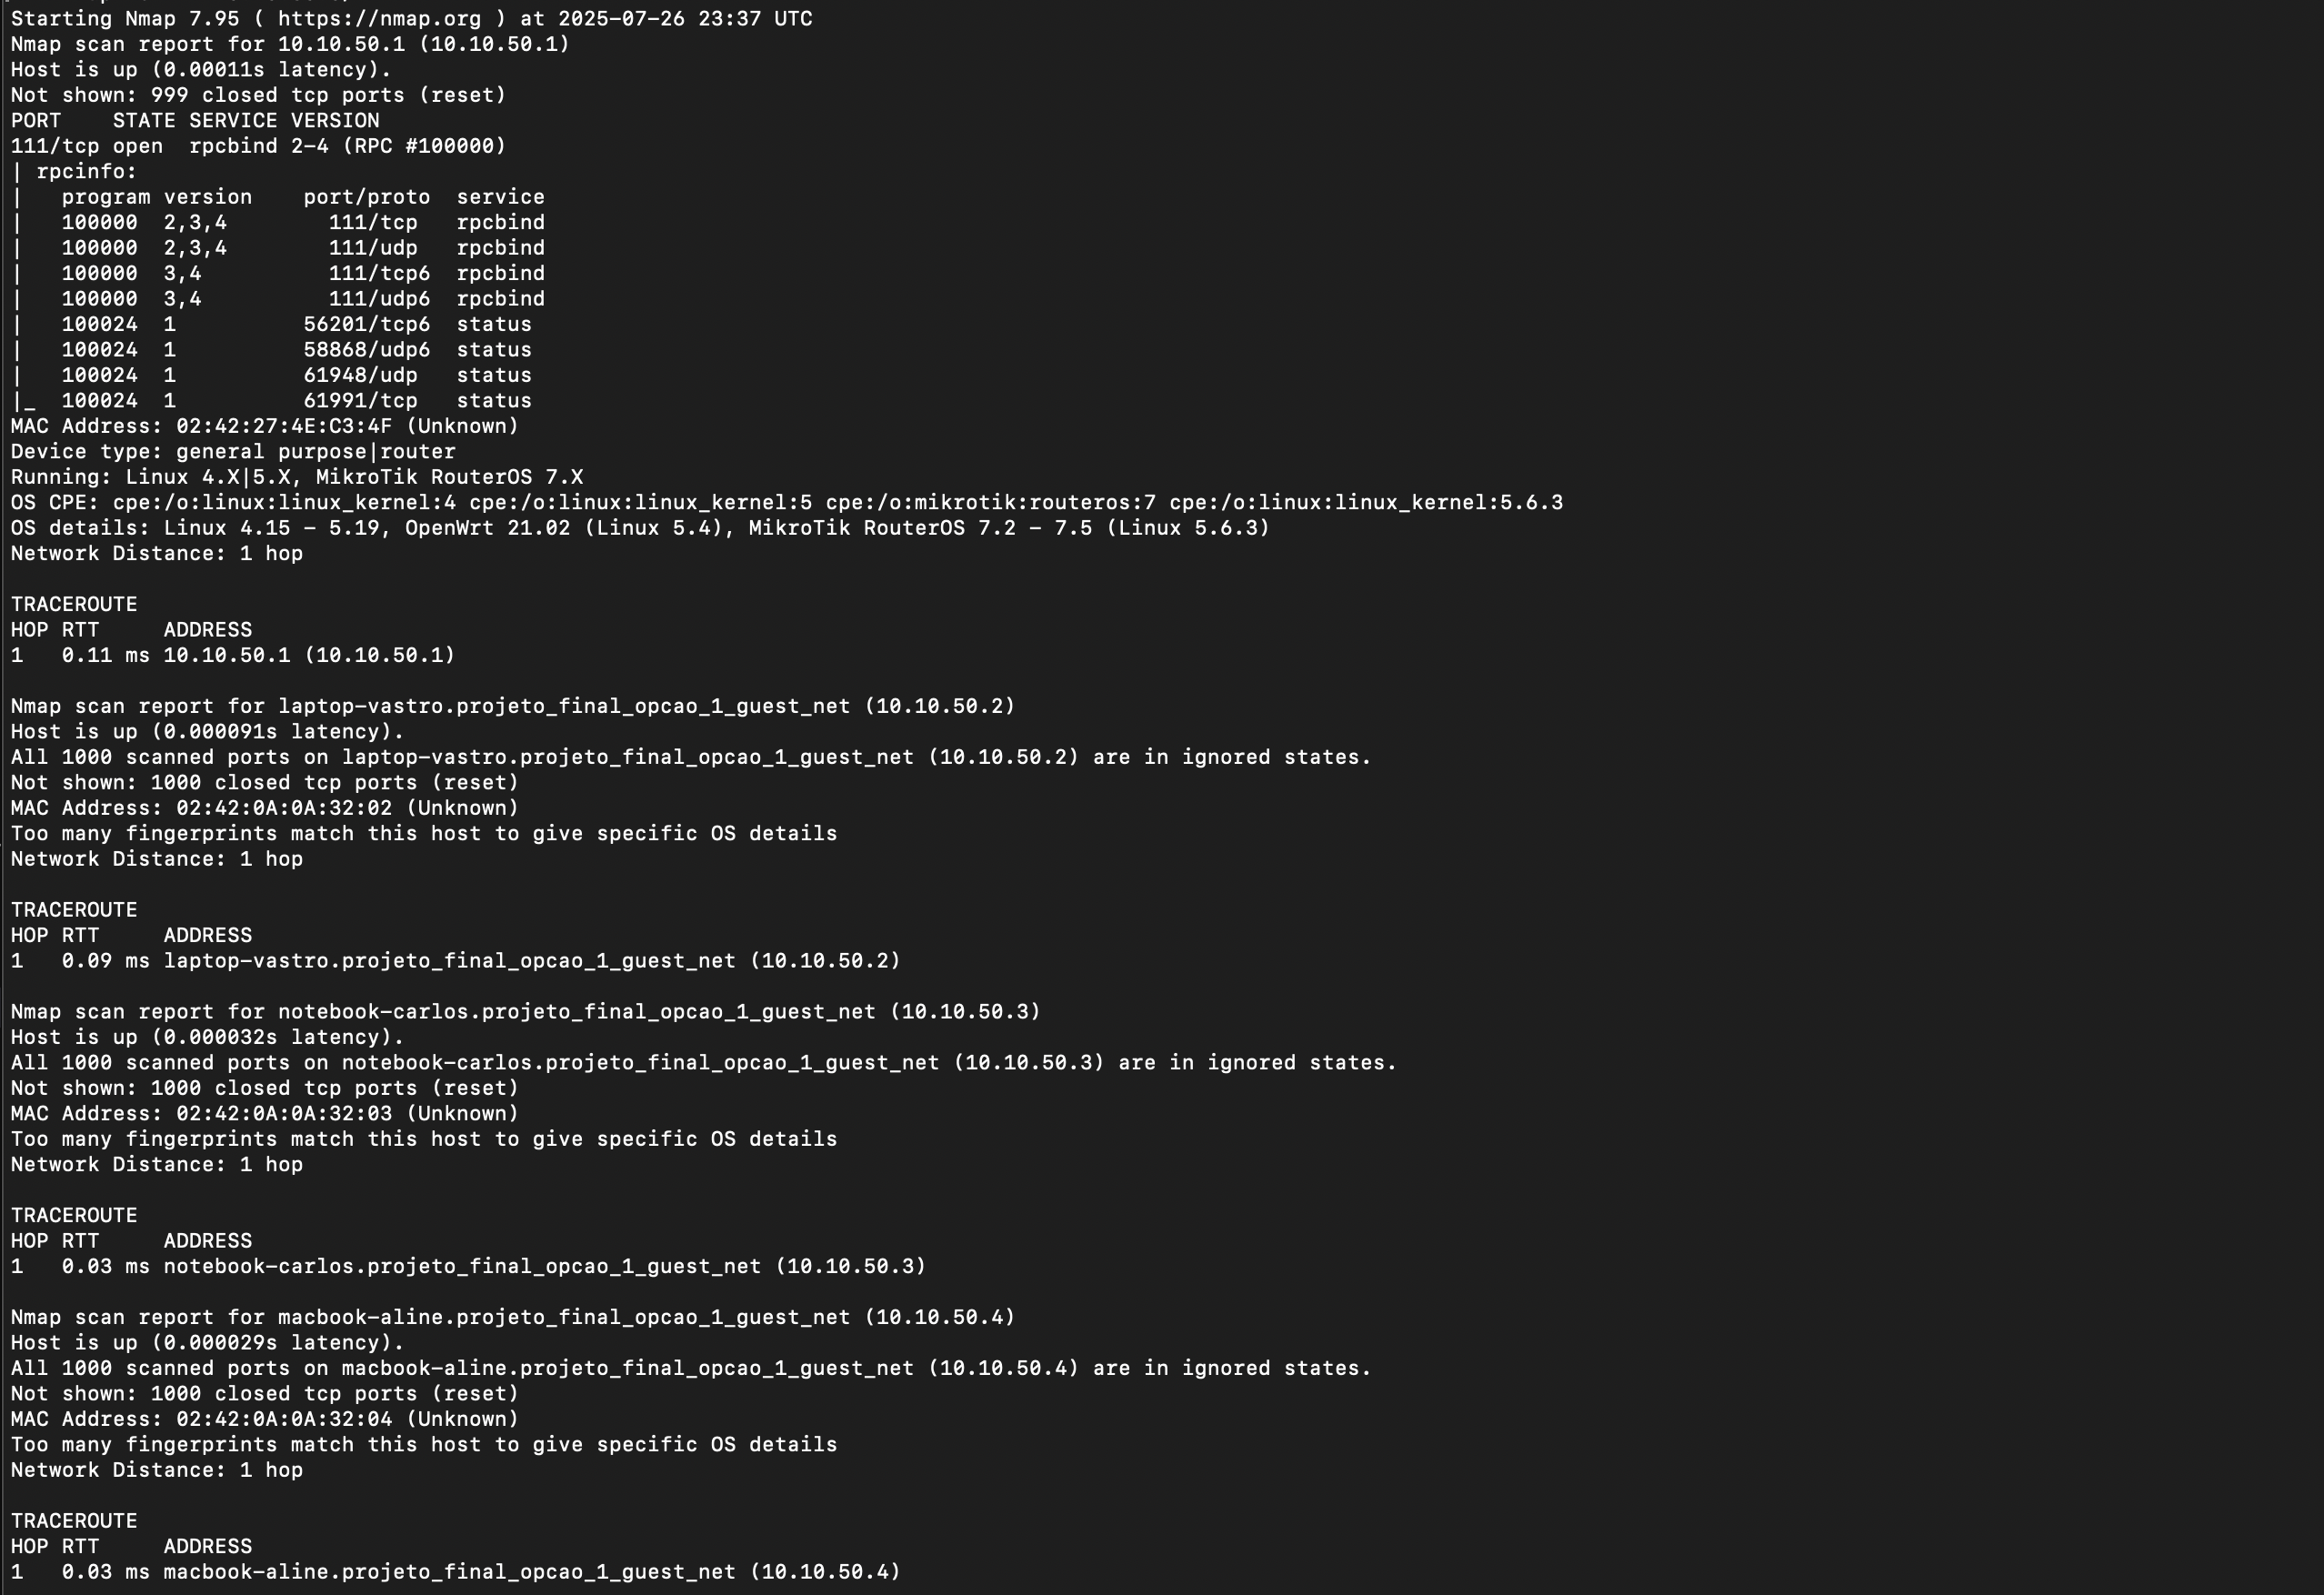 Starting Nmap 7.95 ( https://nmap.org ) at 2025-07-26 23:37 UTC
Nmap scan report for 10.10.50.1 (10.10.50.1)
Host is up (0.00011s latency).
Not shown: 999 closed tcp ports (reset)
PORT    STATE SERVICE VERSION
111/tcp open  rpcbind 2-4 (RPC #100000)
| rpcinfo:
|   program version    port/proto  service
|   100000  2,3,4        111/tcp   rpcbind
|   100000  2,3,4        111/udp   rpcbind
|   100000  3,4          111/tcp6  rpcbind
|   100000  3,4          111/udp6  rpcbind
|   100024  1          56201/tcp6  status
|   100024  1          58868/udp6  status
|   100024  1          61948/udp   status
|_  100024  1          61991/tcp   status
MAC Address: 02:42:27:4E:C3:4F (Unknown)
Device type: general purpose|router
Running: Linux 4.X|5.X, MikroTik RouterOS 7.X
OS CPE: cpe:/o:linux:linux_kernel:4 cpe:/o:linux:linux_kernel:5 cpe:/o:mikrotik:routeros:7 cpe:/o:linux:linux_kernel:5.6.3
OS details: Linux 4.15 - 5.19, OpenWrt 21.02 (Linux 5.4), MikroTik RouterOS 7.2 - 7.5 (Linux 5.6.3)
Network Distance: 1 hop

TRACEROUTE
HOP RTT     ADDRESS
1   0.11 ms 10.10.50.1 (10.10.50.1)

Nmap scan report for laptop-vastro.projeto_final_opcao_1_guest_net (10.10.50.2)
Host is up (0.000091s latency).
All 1000 scanned ports on laptop-vastro.projeto_final_opcao_1_guest_net (10.10.50.2) are in ignored states.
Not shown: 1000 closed tcp ports (reset)
MAC Address: 02:42:0A:0A:32:02 (Unknown)
Too many fingerprints match this host to give specific OS details
Network Distance: 1 hop

TRACEROUTE
HOP RTT     ADDRESS
1   0.09 ms laptop-vastro.projeto_final_opcao_1_guest_net (10.10.50.2)

Nmap scan report for notebook-carlos.projeto_final_opcao_1_guest_net (10.10.50.3)
Host is up (0.000032s latency).
All 1000 scanned ports on notebook-carlos.projeto_final_opcao_1_guest_net (10.10.50.3) are in ignored states.
Not shown: 1000 closed tcp ports (reset)
MAC Address: 02:42:0A:0A:32:03 (Unknown)
Too many fingerprints match this host to give specific OS details
Network Distance: 1 hop

TRACEROUTE
HOP RTT     ADDRESS
1   0.03 ms notebook-carlos.projeto_final_opcao_1_guest_net (10.10.50.3)

Nmap scan report for macbook-aline.projeto_final_opcao_1_guest_net (10.10.50.4)
Host is up (0.000029s latency).
All 1000 scanned ports on macbook-aline.projeto_final_opcao_1_guest_net (10.10.50.4) are in ignored states.
Not shown: 1000 closed tcp ports (reset)
MAC Address: 02:42:0A:0A:32:04 (Unknown)
Too many fingerprints match this host to give specific OS details
Network Distance: 1 hop

TRACEROUTE
HOP RTT     ADDRESS
1   0.03 ms macbook-aline.projeto_final_opcao_1_guest_net (10.10.50.4)